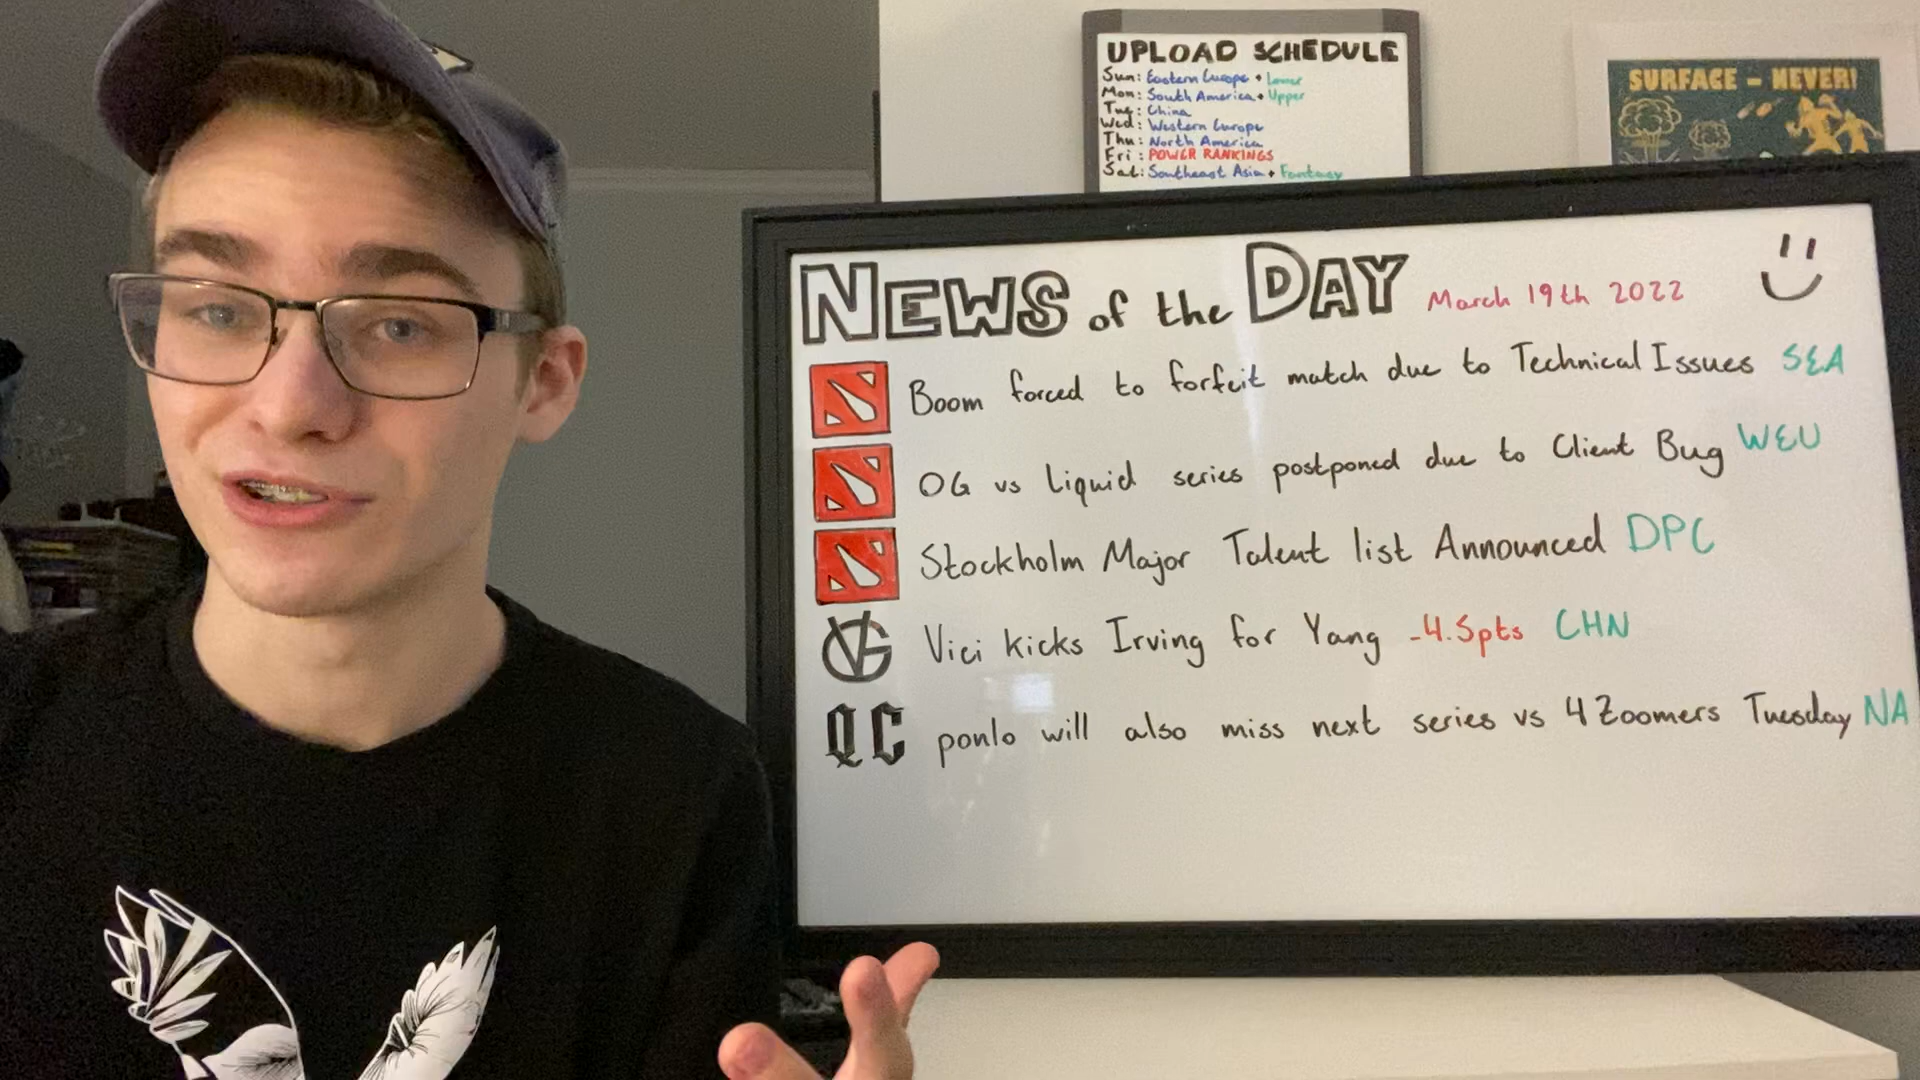 UPLOAD SCHEDULE
Sun: Eastern Europe + Lower
Mon: South America + Upper
Tue: China
Wed: Western Europe
Thu: North America
Fri: POWER RANKINGS
Sat: Southeast Asia + Fantasy
SURFACE - NEVER!
NEWS of the DAY March 19th 2022
Boom forced to forfeit match due to Technical Issues SEA
OG vs Liquid series postponed due to Client Bug WEU
Stockholm Major Talent list Announced DPC
VG Vici kicks Irving for Yang -4.5pts CHN
QC ponlo will also miss next series vs 4 Zoomers Tuesday NA